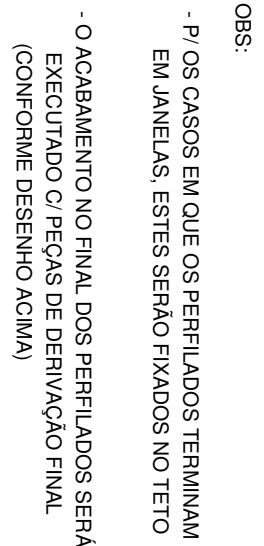 OBS:
- P/ OS CASOS EM QUE OS PERFILADOS TERMINAM
EM JANELAS, ESTES SERÃO FIXADOS NO TETO
- O ACABAMENTO NO FINAL DOS PERFILADOS SERÁ
EXECUTADO C/ PEÇAS DE DERIVAÇÃO FINAL
(CONFORME DESENHO ACIMA)